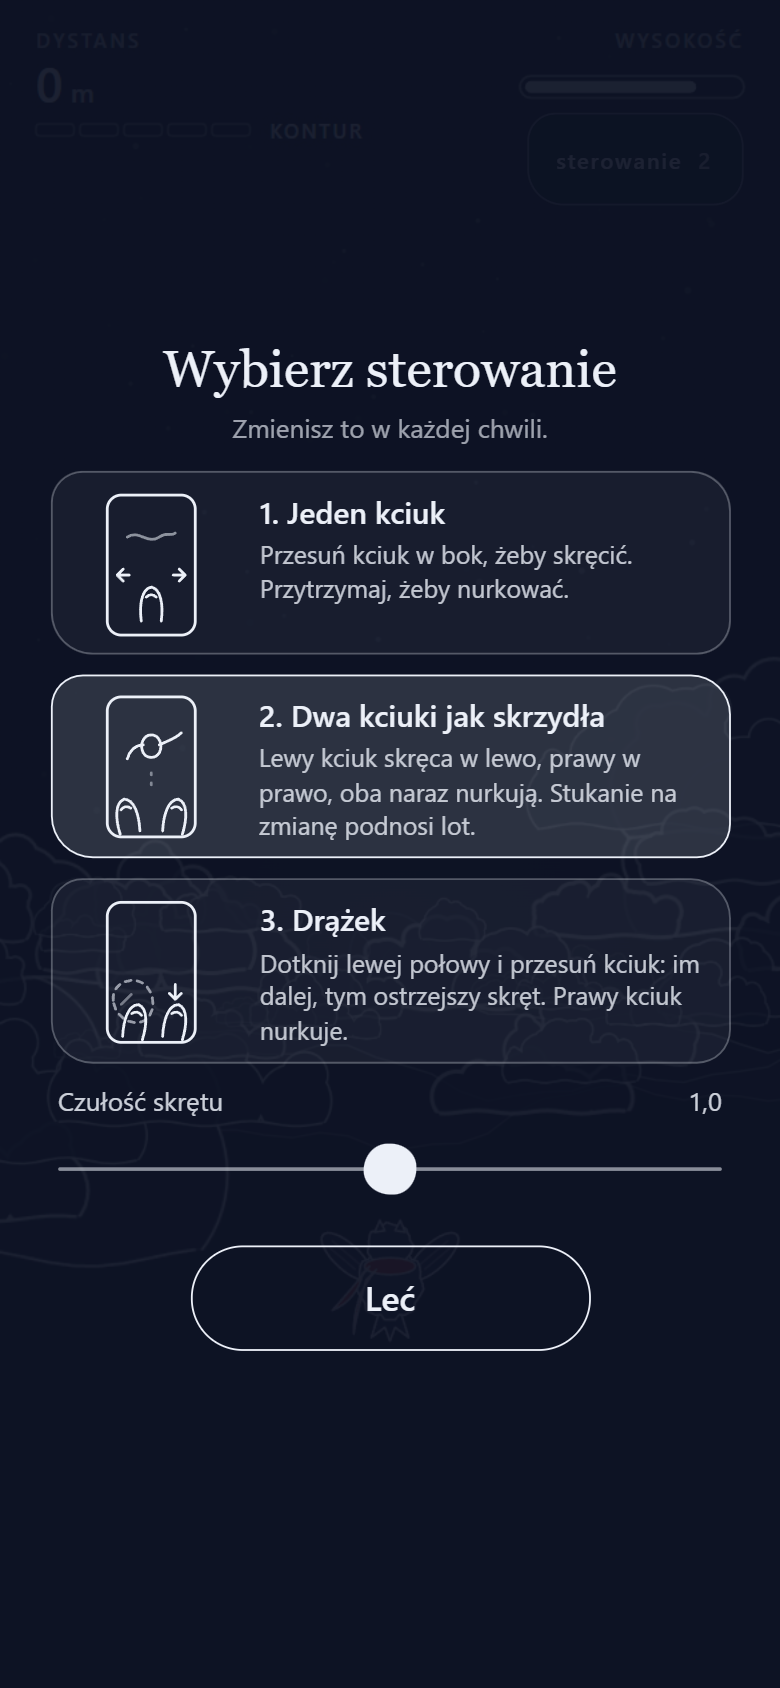 DYSTANS
WYSOKOŚĆ
0 m
KONTUR
sterowanie 2
Wybierz sterowanie
Zmienisz to w każdej chwili.
1. Jeden kciuk
Przesuń kciuk w bok, żeby skręcić.
Przytrzymaj, żeby nurkować.
2. Dwa kciuki jak skrzydła
Lewy kciuk skręca w lewo, prawy w
prawo, oba naraz nurkują. Stukanie na
zmianę podnosi lot.
3. Drążek
Dotknij lewej połowy i przesuń kciuk: im
dalej, tym ostrzejszy skręt. Prawy kciuk
nurkuje.
Czułość skrętu 1,0
Leć